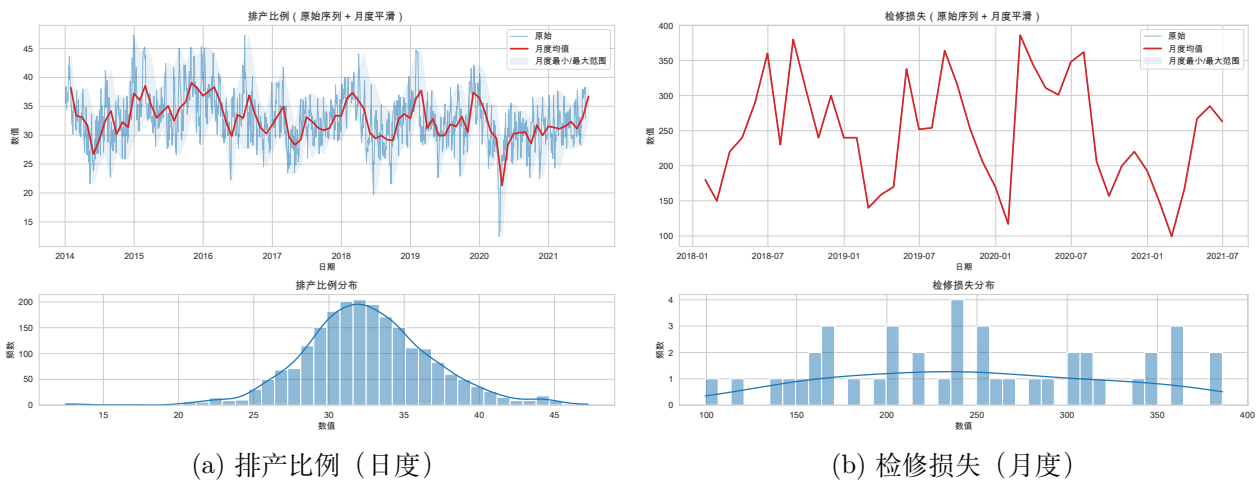 排产比例（原始序列 + 月度平滑）
原始
月度均值
月度最小/最大范围
数值
45
40
35
30
25
20
15
2014
2015
2016
2017
2018
2019
2020
2021
日期
排产比例分布
频数
200
150
100
50
0
15
20
25
30
35
40
45
数值
(a) 排产比例（日度）
检修损失（原始序列 + 月度平滑）
原始
月度均值
月度最小/最大范围
数值
400
350
300
250
200
150
100
2018-01
2018-07
2019-01
2019-07
2020-01
2020-07
2021-01
2021-07
日期
检修损失分布
频数
4
3
2
1
0
100
150
200
250
300
350
400
数值
(b) 检修损失（月度）